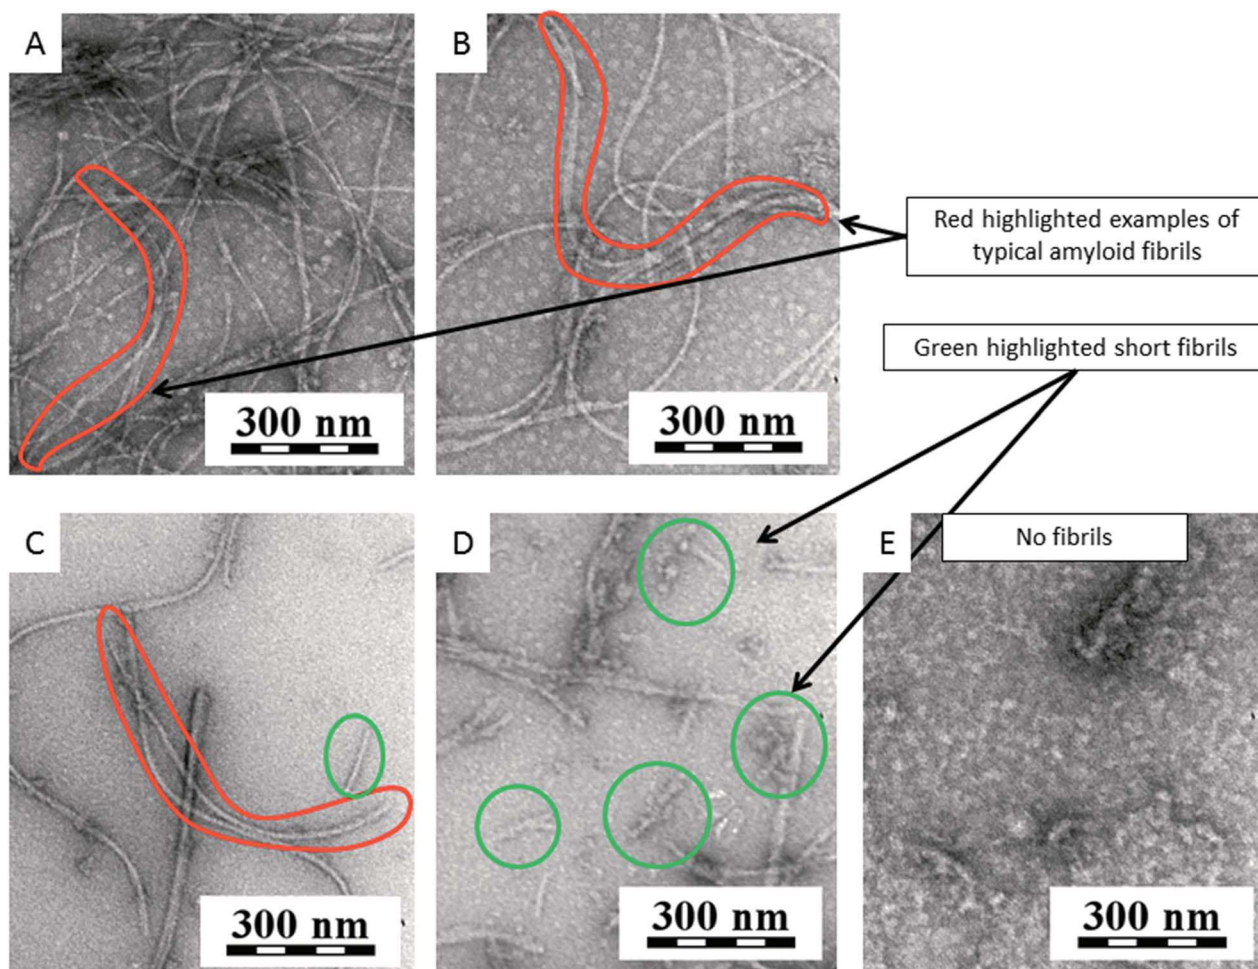 A
B
Red highlighted examples of
typical amyloid fibrils
Green highlighted short fibrils
300 nm
300 nm
C
D
No fibrils
E
300 nm
300 nm
300 nm